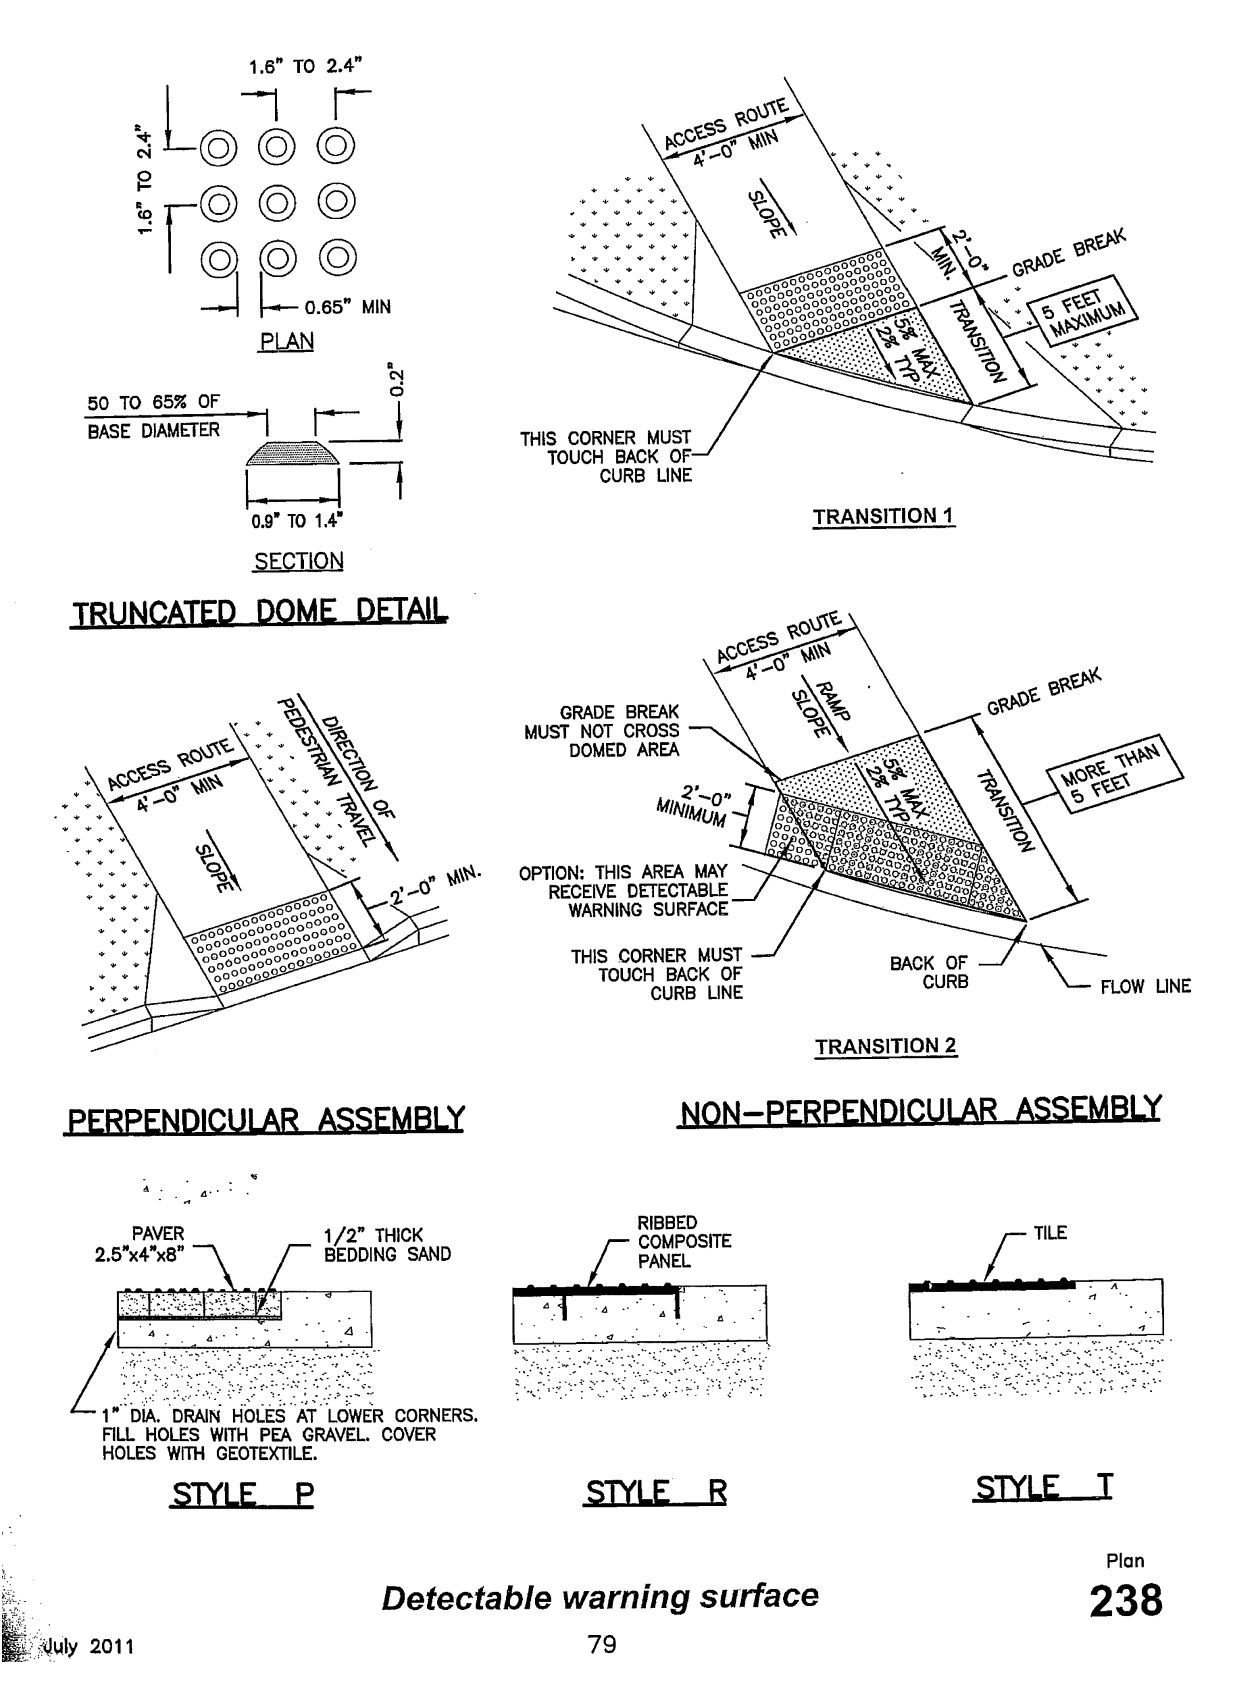 1.6" TO 2.4"
1.6" TO 2.4"
0.65" MIN
PLAN
50 TO 65% OF
BASE DIAMETER
0.2"
0.9" TO 1.4"
SECTION
TRUNCATED DOME DETAIL
ACCESS ROUTE
4'-0" MIN
SLOPE
2'-0"
MIN.
GRADE BREAK
5 FEET
MAXIMUM
TRANSITION
5% MAX
2% TYP
THIS CORNER MUST
TOUCH BACK OF
CURB LINE
TRANSITION 1
DIRECTION OF
PEDESTRIAN TRAVEL
ACCESS ROUTE
4'-0" MIN
SLOPE
2'-0" MIN.
PERPENDICULAR ASSEMBLY
ACCESS ROUTE
4'-0" MIN
RAMP
SLOPE
GRADE BREAK
GRADE BREAK
MUST NOT CROSS
DOMED AREA
5% MAX
2% TYP
TRANSITION
MORE THAN
5 FEET
2'-0"
MINIMUM
OPTION: THIS AREA MAY
RECEIVE DETECTABLE
WARNING SURFACE
THIS CORNER MUST
TOUCH BACK OF
CURB LINE
BACK OF
CURB
FLOW LINE
TRANSITION 2
NON-PERPENDICULAR ASSEMBLY
PAVER
2.5"x4"x8"
1/2" THICK
BEDDING SAND
1" DIA. DRAIN HOLES AT LOWER CORNERS.
FILL HOLES WITH PEA GRAVEL. COVER
HOLES WITH GEOTEXTILE.
STYLE P
RIBBED
COMPOSITE
PANEL
STYLE R
TILE
STYLE T
Plan
Detectable warning surface
238
July 2011
79